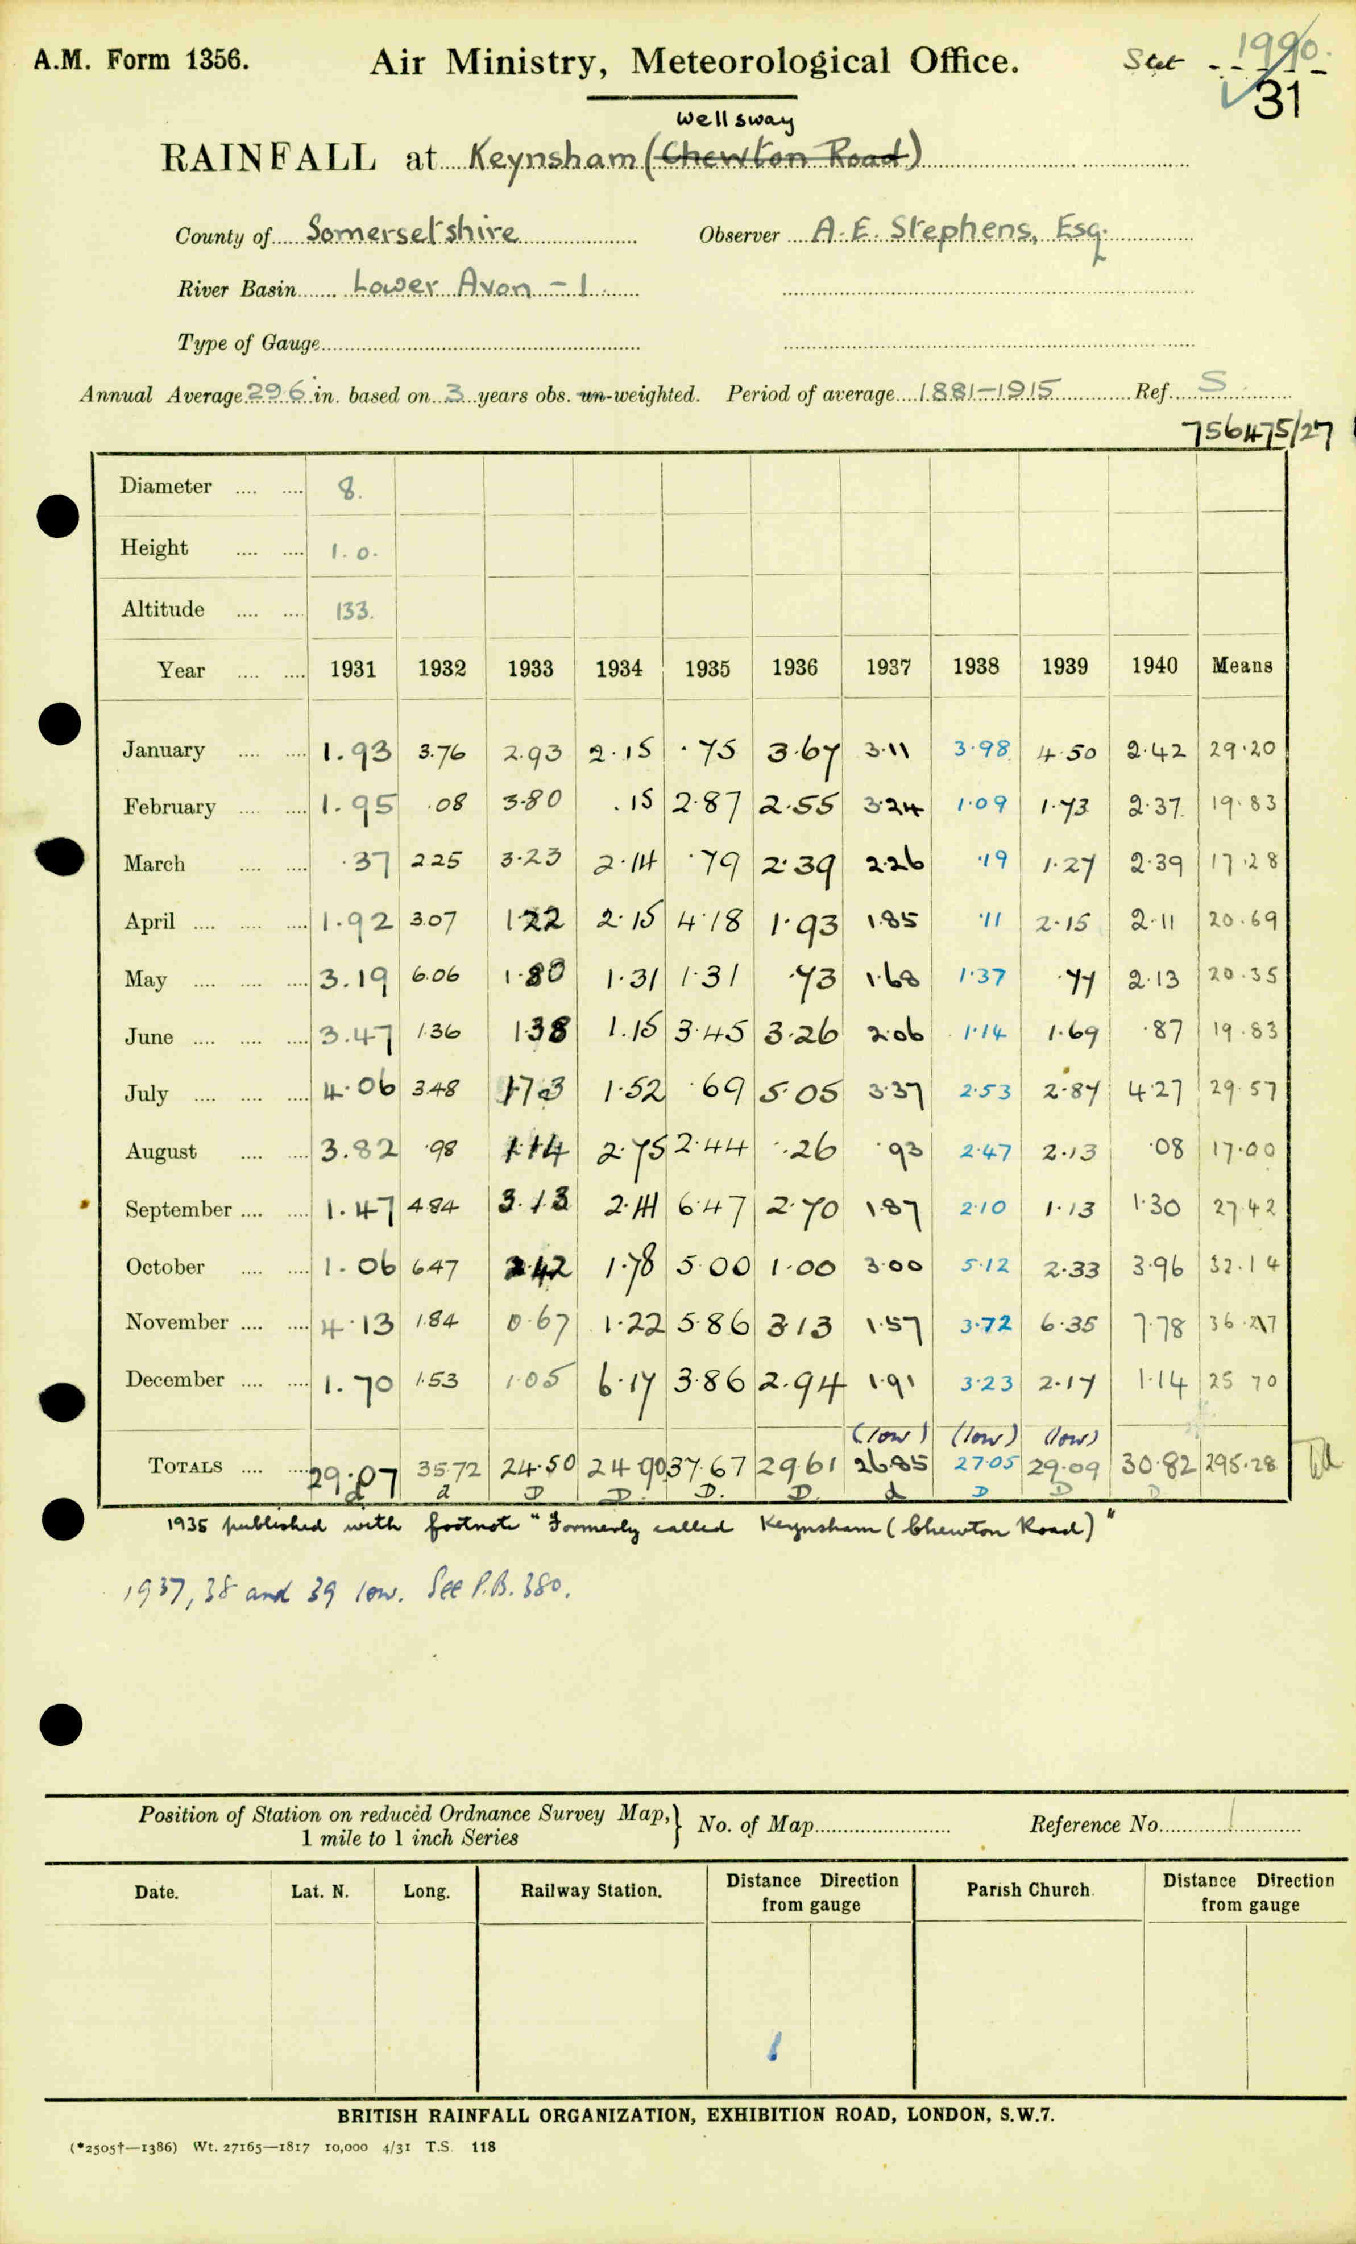 A.M. Form 1356.
Air Ministry, Meteorological Office.
Stat 1990.
31
Wellsway
RAINFALL at Keynsham (Chewton Road)
County of Somersetshire Observer A. E. Stephens, Esq.
River Basin Lower Avon - 1
Type of Gauge
Annual Average 29.6 in. based on 3 years obs. un-weighted. Period of average 1881-1915 Ref. S
756475/27
Diameter 8.
Height 1.0.
Altitude 133.
Year 1931 1932 1933 1934 1935 1936 1937 1938 1939 1940 Means
January 1.93 3.76 2.93 2.15 .75 3.67 3.11 3.98 4.50 2.42 29.20
February 1.95 .08 3.80 .15 2.87 2.55 3.24 1.09 1.73 2.37 19.83
March .37 2.25 3.23 2.14 .79 2.39 2.26 .19 1.27 2.39 17.28
April 1.92 3.07 1.22 2.15 4.18 1.93 1.85 .11 2.15 2.11 20.69
May 3.19 6.06 1.80 1.31 1.31 .73 1.68 1.37 .77 2.13 20.35
June 3.47 1.36 1.38 1.15 3.45 3.26 2.06 1.14 1.69 .87 19.83
July 4.06 3.48 1.73 1.52 .69 5.05 3.37 2.53 2.87 4.27 29.57
August 3.82 .98 1.14 2.75 2.44 .26 .93 2.47 2.13 .08 17.00
September 1.47 4.84 3.13 2.41 6.47 2.70 1.87 2.10 1.13 1.30 27.42
October 1.06 6.47 2.42 1.78 5.00 1.00 3.00 5.12 2.33 3.96 32.14
November 4.13 1.84 0.67 1.22 5.86 3.13 1.57 3.72 6.35 7.78 36.27
December 1.70 1.53 1.05 6.17 3.86 2.94 1.91 3.23 2.17 1.14 25.70
(low) (low) (low)
TOTALS 29.07 35.72 24.50 24.90 37.67 29.61 26.85 27.05 29.09 30.82 295.28
d d D D. D. D. d D D D
1935 published with footnote "Formerly called Keynsham (Chewton Road)"
1937, 38 and 39 low. See P.B. 380.
Position of Station on reduced Ordnance Survey Map, 1 mile to 1 inch Series
No. of Map Reference No.
Date. Lat. N. Long. Railway Station. Distance Direction from gauge Parish Church. Distance Direction from gauge
BRITISH RAINFALL ORGANIZATION, EXHIBITION ROAD, LONDON, S.W.7.
(*2505†—1386) Wt. 27165—1817 10,000 4/31 T.S. 118